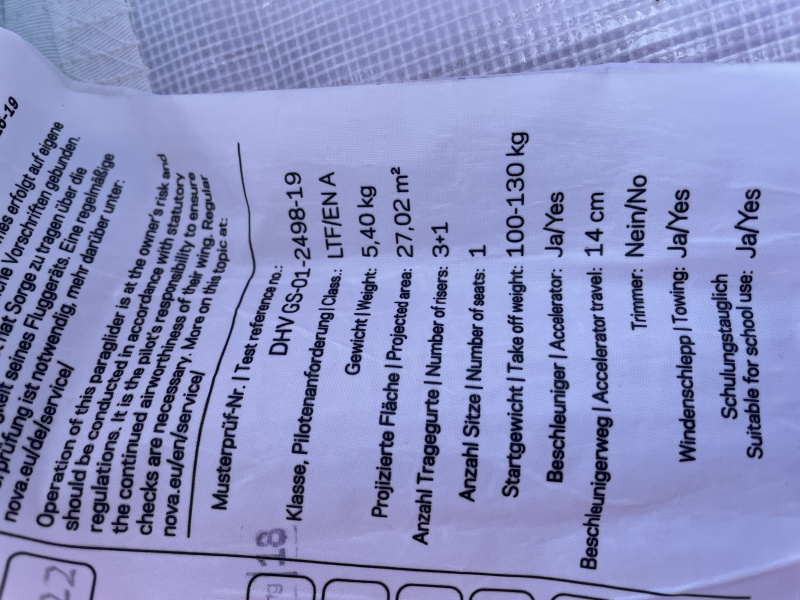 nes erfolgt auf eigene
che Vorschriften gebunden.
hat Sorge zu tragen über die
seines Fluggeräts. Eine regelmäßige
prüfung ist notwendig, mehr darüber unter:
nova.eu/de/service/
Operation of this paraglider is at the owner's risk and
should be conducted in accordance with statutory
regulations. It is the pilot's responsibility to ensure
the continued airworthiness of their wing. Regular
checks are necessary. More on this topic at:
nova.eu/en/service/
Musterprüf-Nr. | Test reference no.:
DHV GS-01-2498-19
Klasse, Pilotenanforderung | Class.: LTF/EN A
Gewicht | Weight: 5,40 kg
Projizierte Fläche | Projected area: 27,02 m²
Anzahl Tragegurte | Number of risers: 3+1
Anzahl Sitze | Number of seats: 1
Startgewicht | Take off weight: 100-130 kg
Beschleuniger | Accelerator: Ja/Yes
Beschleunigerweg | Accelerator travel: 14 cm
Trimmer: Nein/No
Windenschlepp | Towing: Ja/Yes
Schulungstauglich
Suitable for school use: Ja/Yes
22
18